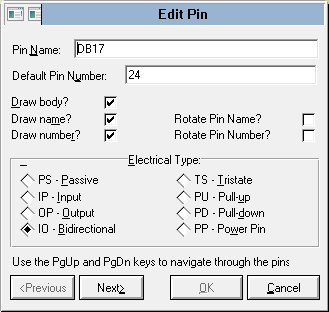 Edit Pin
Pin Name: DB17
Default Pin Number: 24
Draw body?
Draw name? Rotate Pin Name?
Draw number? Rotate Pin Number?
Electrical Type:
PS - Passive TS - Tristate
IP - Input PU - Pull-up
OP - Output PD - Pull-down
IO - Bidirectional PP - Power Pin
Use the PgUp and PgDn keys to navigate through the pins
<Previous Next> OK Cancel